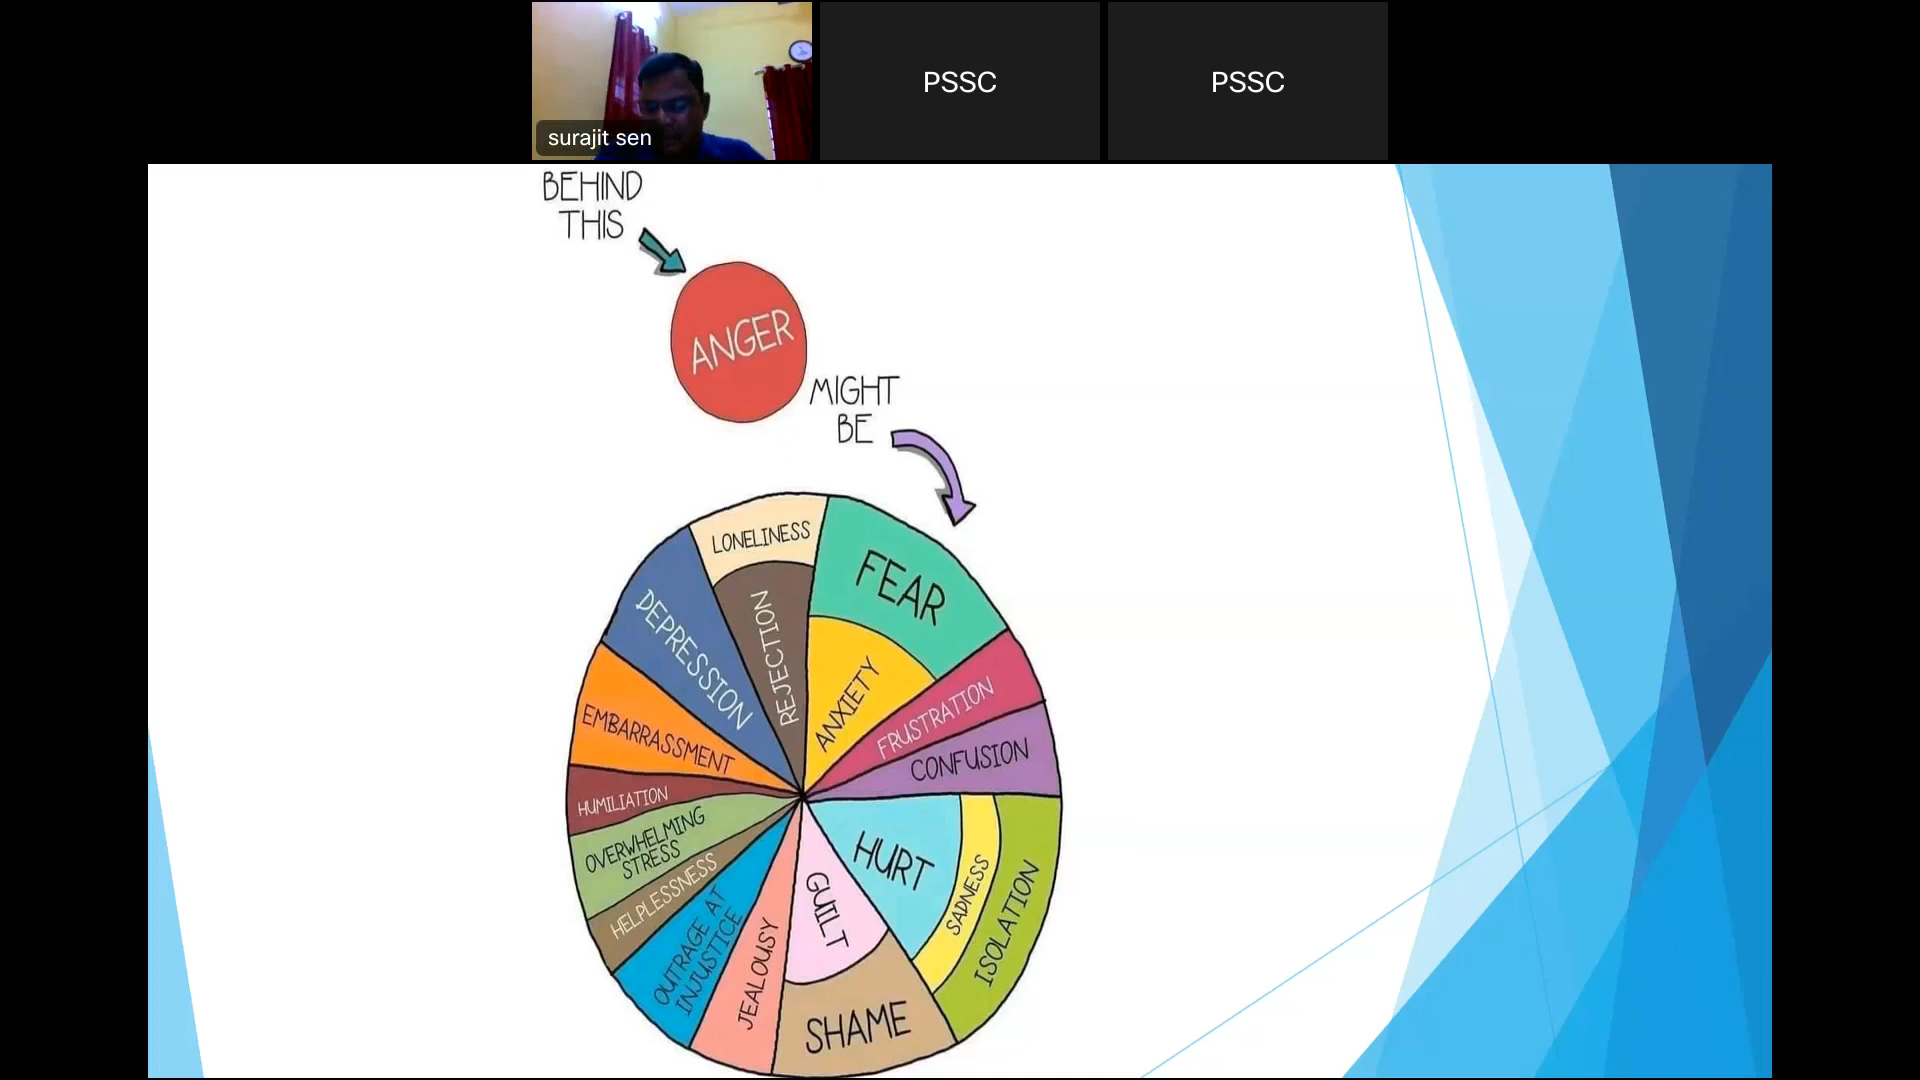 PSSC
PSSC
surajit sen
BEHIND
THIS
ANGER
MIGHT
BE
LONELINESS
FEAR
DEPRESSION
REJECTION
ANXIETY
FRUSTRATION
EMBARRASSMENT
CONFUSION
HUMILIATION
OVERWHELMING
STRESS
HURT
HELPLESSNESS
SADNESS
ISOLATION
GUILT
OUTRAGE AT
INJUSTICE
JEALOUSY
SHAME